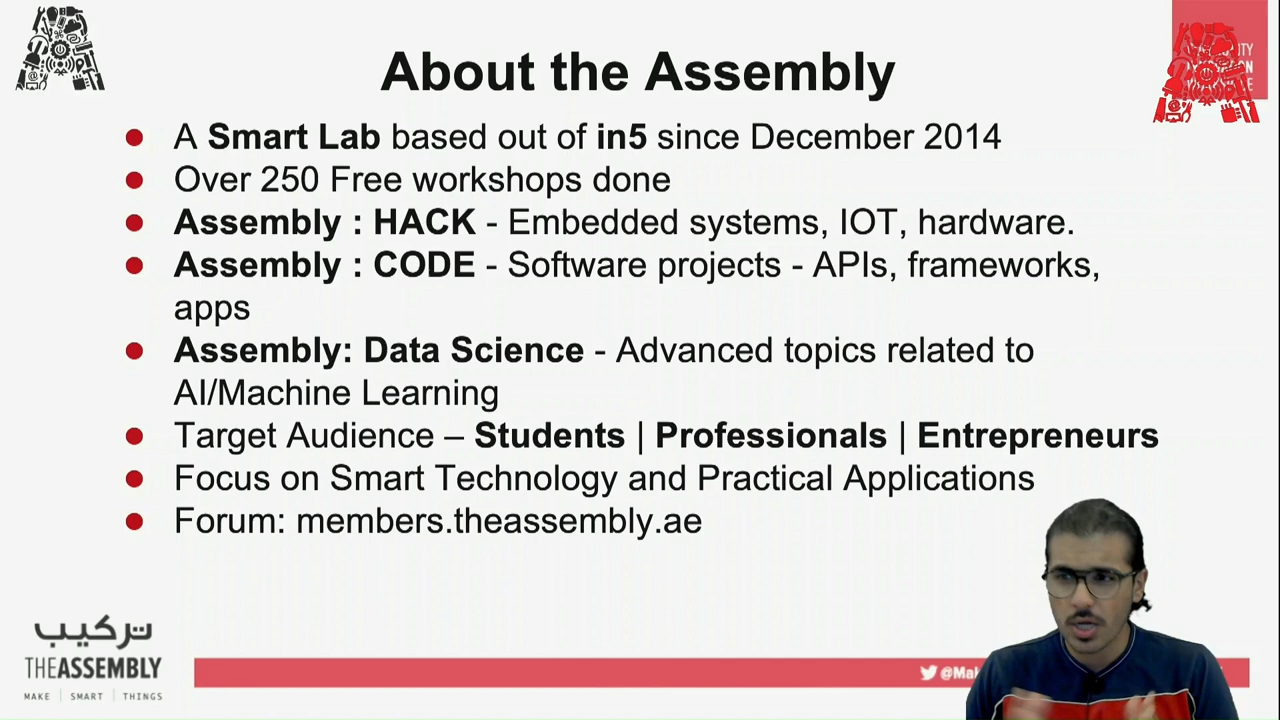 About the Assembly
● A Smart Lab based out of in5 since December 2014
● Over 250 Free workshops done
● Assembly : HACK - Embedded systems, IOT, hardware.
● Assembly : CODE - Software projects - APIs, frameworks,
apps
● Assembly: Data Science - Advanced topics related to
AI/Machine Learning
● Target Audience – Students | Professionals | Entrepreneurs
● Focus on Smart Technology and Practical Applications
● Forum: members.theassembly.ae
تركيب
THEASSEMBLY
MAKE | SMART | THINGS